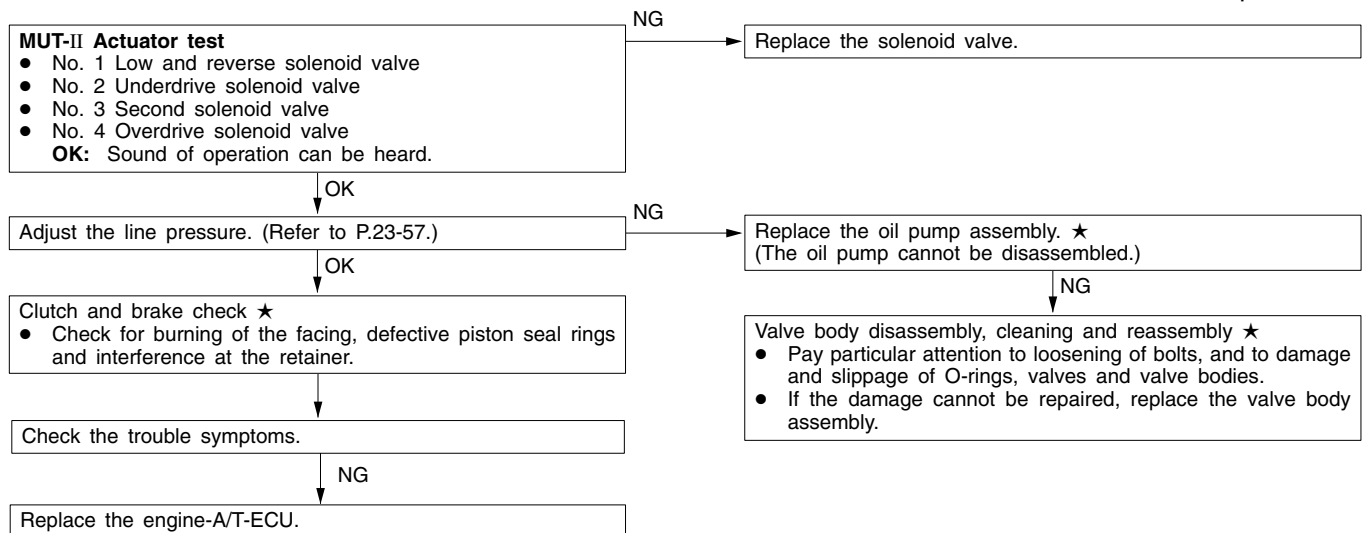 NG
MUT-II Actuator test
● No. 1 Low and reverse solenoid valve
● No. 2 Underdrive solenoid valve
● No. 3 Second solenoid valve
● No. 4 Overdrive solenoid valve
OK: Sound of operation can be heard.
Replace the solenoid valve.
OK
NG
Adjust the line pressure. (Refer to P.23-57.)
Replace the oil pump assembly. ★
(The oil pump cannot be disassembled.)
OK
NG
Clutch and brake check ★
● Check for burning of the facing, defective piston seal rings
and interference at the retainer.
Valve body disassembly, cleaning and reassembly ★
● Pay particular attention to loosening of bolts, and to damage
and slippage of O-rings, valves and valve bodies.
● If the damage cannot be repaired, replace the valve body
assembly.
Check the trouble symptoms.
NG
Replace the engine-A/T-ECU.